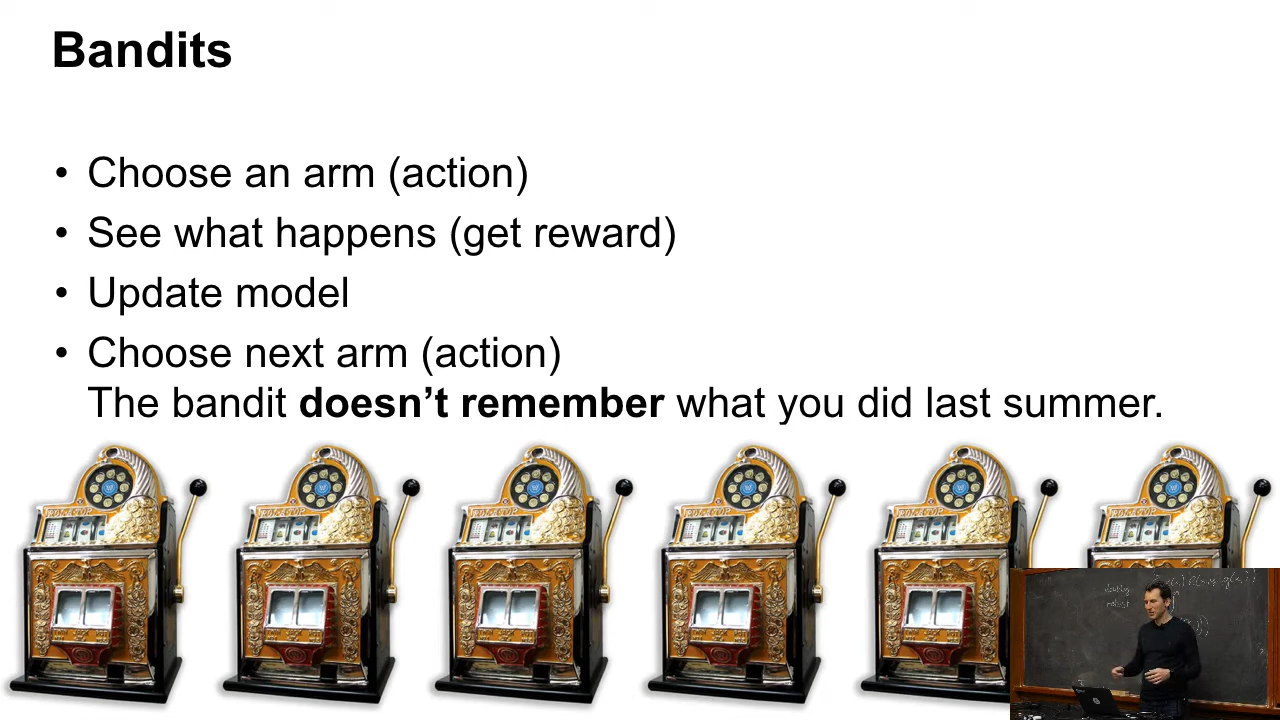 Bandits
• Choose an arm (action)
• See what happens (get reward)
• Update model
• Choose next arm (action)
The bandit doesn’t remember what you did last summer.